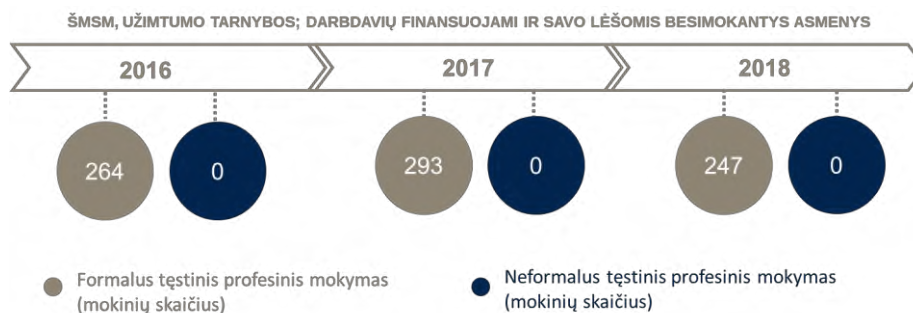 ŠMSM, UŽIMTUMO TARNYBOS; DARBDAVIŲ FINANSUOJAMI IR SAVO LĖŠOMIS BESIMOKANTYS ASMENYS
2016 2017 2018
264 0 293 0 247 0
Formalus tęstinis profesinis mokymas
(mokinių skaičius)
Neformalus tęstinis profesinis mokymas
(mokinių skaičius)